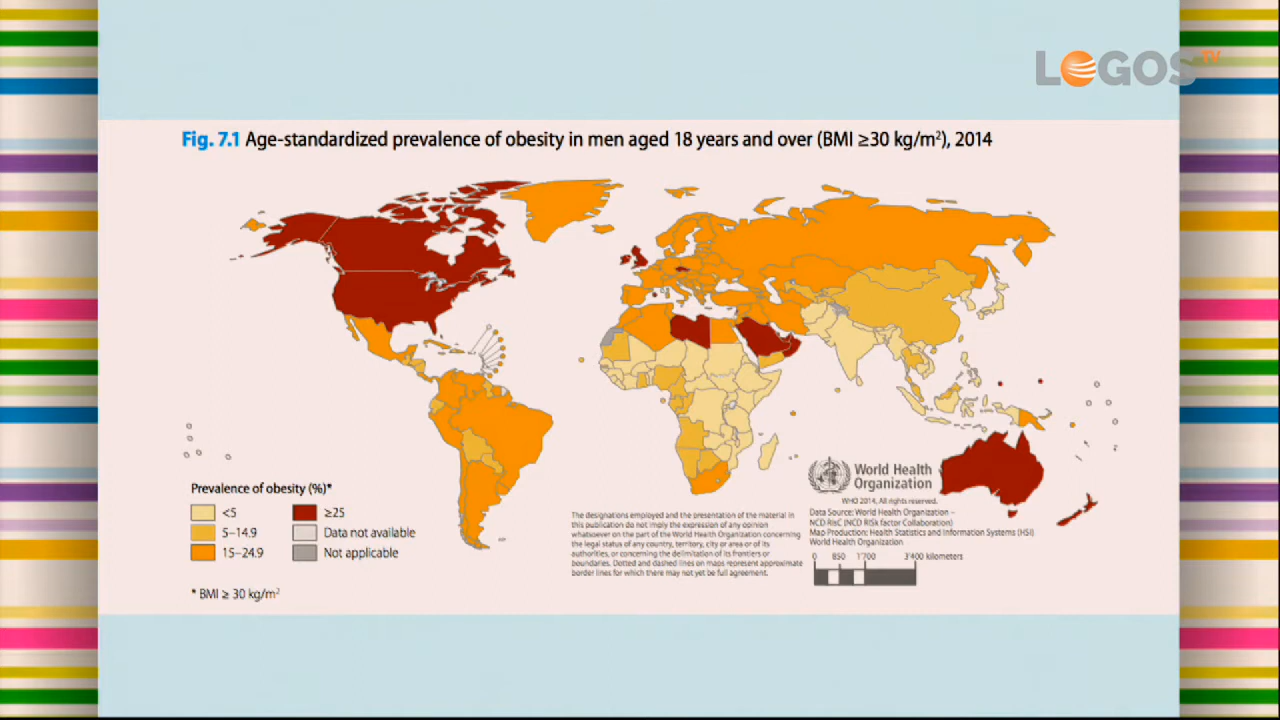 LOGOS TV
Fig. 7.1 Age-standardized prevalence of obesity in men aged 18 years and over (BMI ≥30 kg/m²), 2014
Prevalence of obesity (%)*
<5
5–14.9
15–24.9
≥25
Data not available
Not applicable
* BMI ≥ 30 kg/m²
The designations employed and the presentation of the material in
this publication do not imply the expression of any opinion
whatsoever on the part of the World Health Organization concerning
the legal status of any country, territory, city or area or of its
authorities, or concerning the delimitation of its frontiers or
boundaries. Dotted and dashed lines on maps represent approximate
border lines for which there may not yet be full agreement.
World Health
Organization
WHO 2014, All rights reserved.
Data Source: World Health Organization –
NCD RisC (NCD RISk factor Collaboration)
Map Production: Health Statistics and Information Systems (HSI)
World Health Organization
0 850 1'700 3'400 kilometers